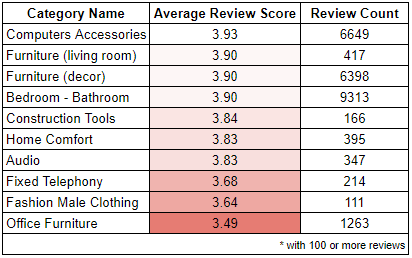 Category Name Average Review Score Review Count
Computers Accessories 3.93 6649
Furniture (living room) 3.90 417
Furniture (decor) 3.90 6398
Bedroom - Bathroom 3.90 9313
Construction Tools 3.84 166
Home Comfort 3.83 395
Audio 3.83 347
Fixed Telephony 3.68 214
Fashion Male Clothing 3.64 111
Office Furniture 3.49 1263
* with 100 or more reviews